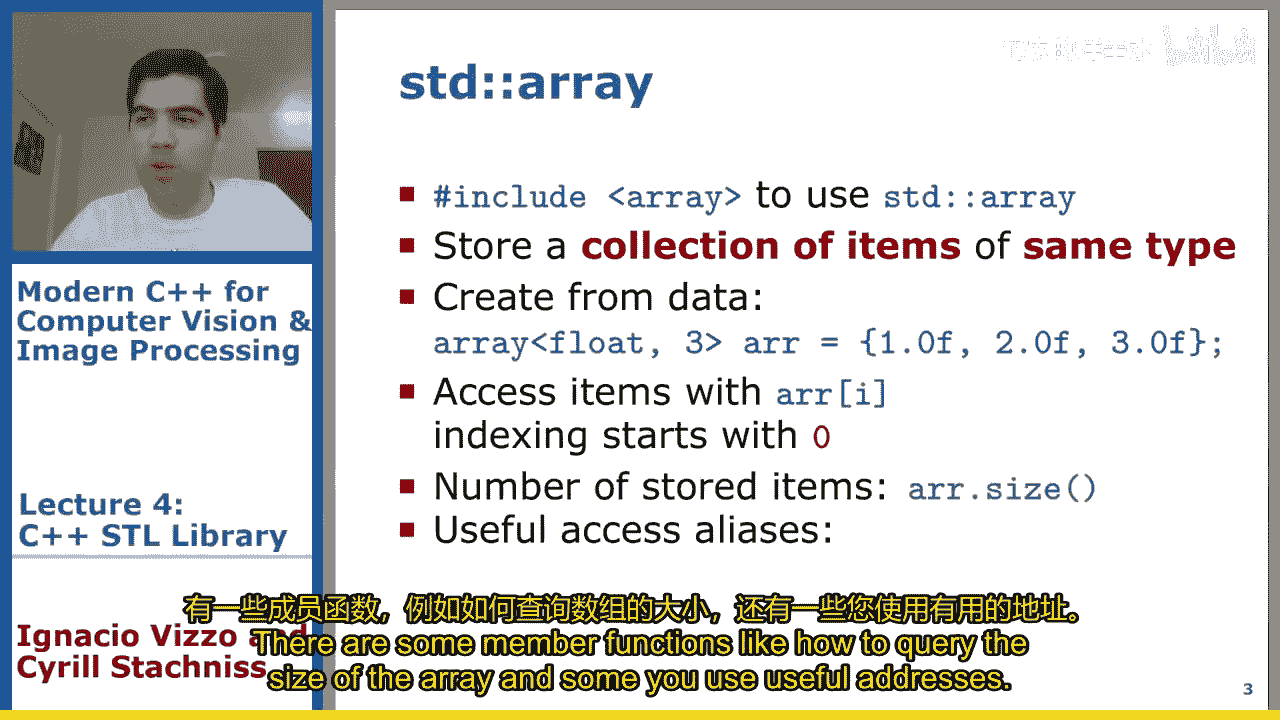 std::array
#include <array> to use std::array
Store a collection of items of same type
Create from data:
array<float, 3> arr = {1.0f, 2.0f, 3.0f};
Access items with arr[i]
indexing starts with 0
Number of stored items: arr.size()
Useful access aliases:
Modern C++ for
Computer Vision &
Image Processing
Lecture 4:
C++ STL Library
Ignacio Vizzo and
Cyrill Stachniss
有一些成员函数，例如如何查询数组的大小，还有一些您使用有用的地址。
There are some member functions like how to query the
size of the array and some you use useful addresses.
3